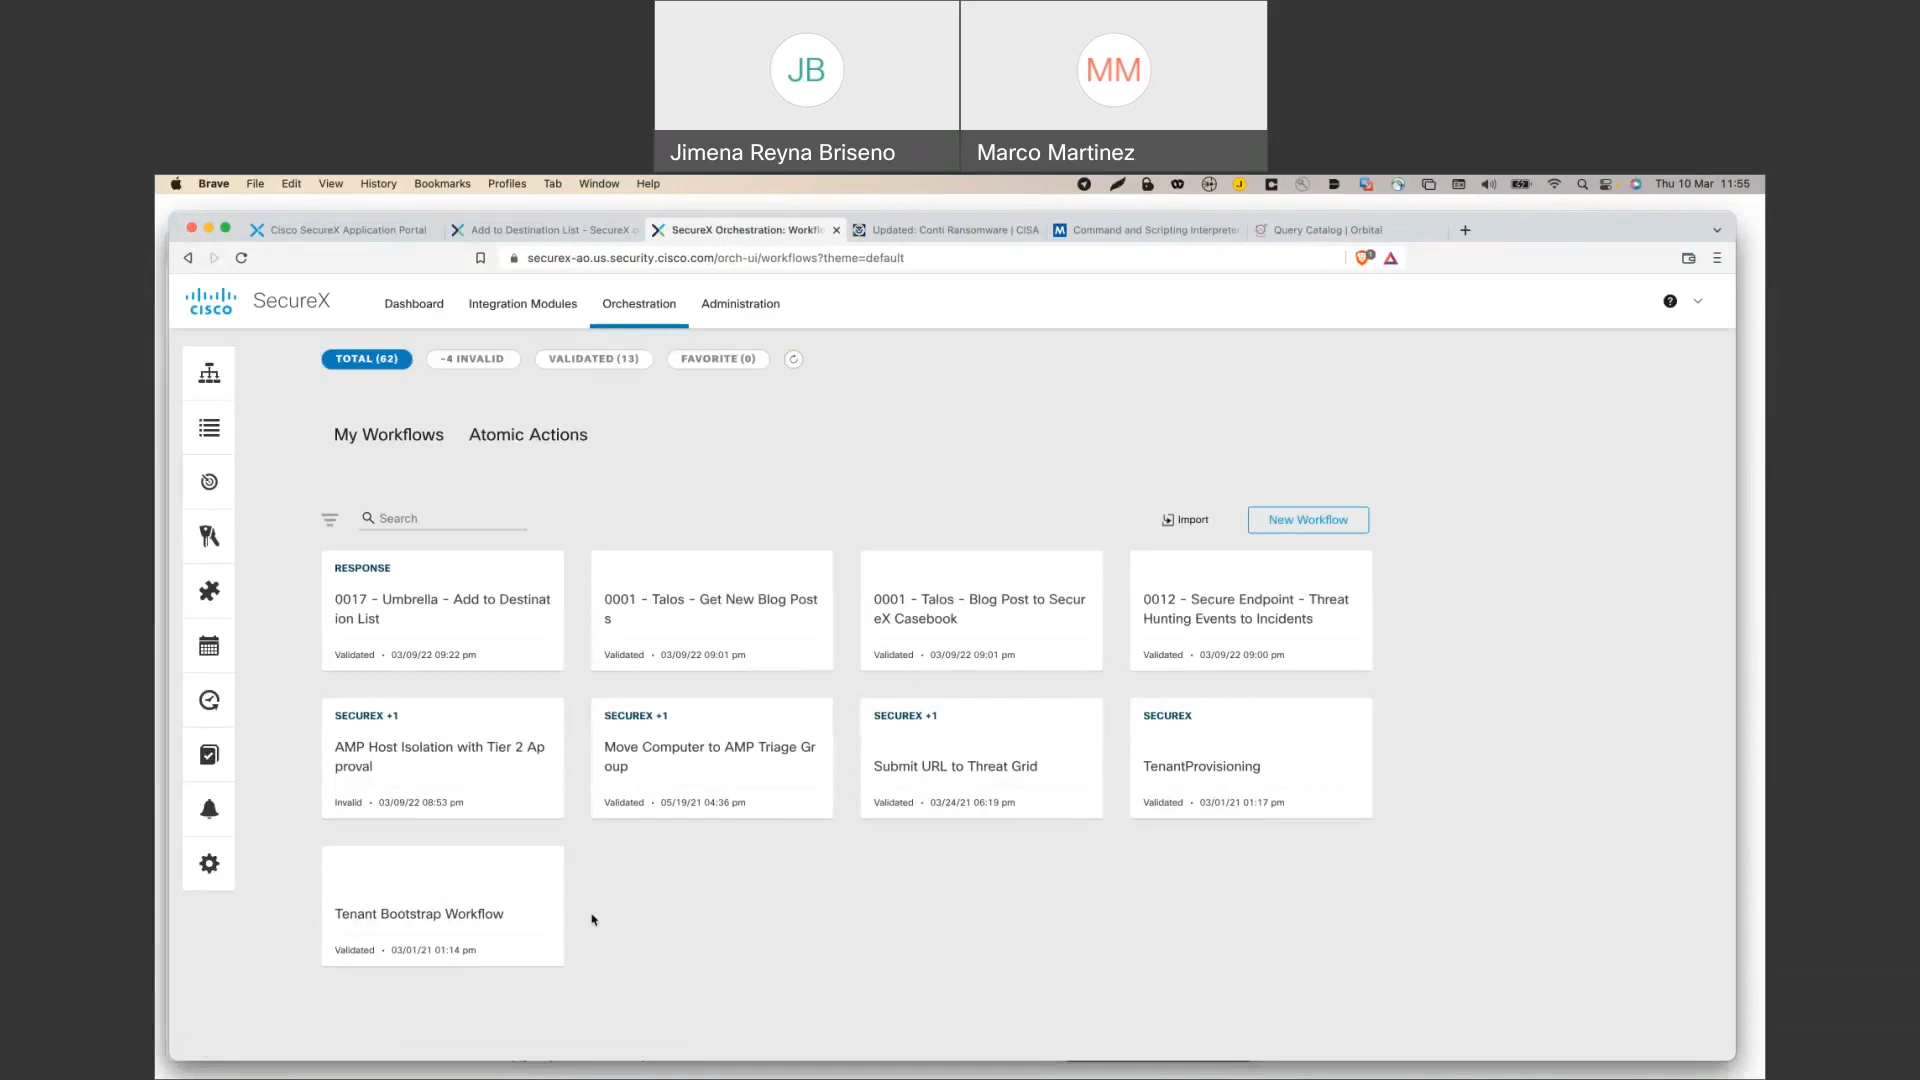 JB
MM
Jimena Reyna Briseno
Marco Martinez
Brave File Edit View History Bookmarks Profiles Tab Window Help
Thu 10 Mar 11:55
Cisco SecureX Application Portal
Add to Destination List - SecureX o
SecureX Orchestration: Workfl
Updated: Conti Ransomware | CISA
Command and Scripting Interprete
Query Catalog | Orbital
securex-ao.us.security.cisco.com/orch-ui/workflows?theme=default
CISCO SecureX
Dashboard Integration Modules Orchestration Administration
TOTAL (62) -4 INVALID VALIDATED (13) FAVORITE (0)
My Workflows Atomic Actions
Search
Import
New Workflow
RESPONSE
0017 - Umbrella - Add to Destinat
ion List
Validated • 03/09/22 09:22 pm
0001 - Talos - Get New Blog Post
s
Validated • 03/09/22 09:01 pm
0001 - Talos - Blog Post to Secur
eX Casebook
Validated • 03/09/22 09:01 pm
0012 - Secure Endpoint - Threat
Hunting Events to Incidents
Validated • 03/09/22 09:00 pm
SECUREX +1
AMP Host Isolation with Tier 2 Ap
proval
Invalid • 03/09/22 08:53 pm
SECUREX +1
Move Computer to AMP Triage Gr
oup
Validated • 05/19/21 04:36 pm
SECUREX +1
Submit URL to Threat Grid
Validated • 03/24/21 06:19 pm
SECUREX
TenantProvisioning
Validated • 03/01/21 01:17 pm
Tenant Bootstrap Workflow
Validated • 03/01/21 01:14 pm